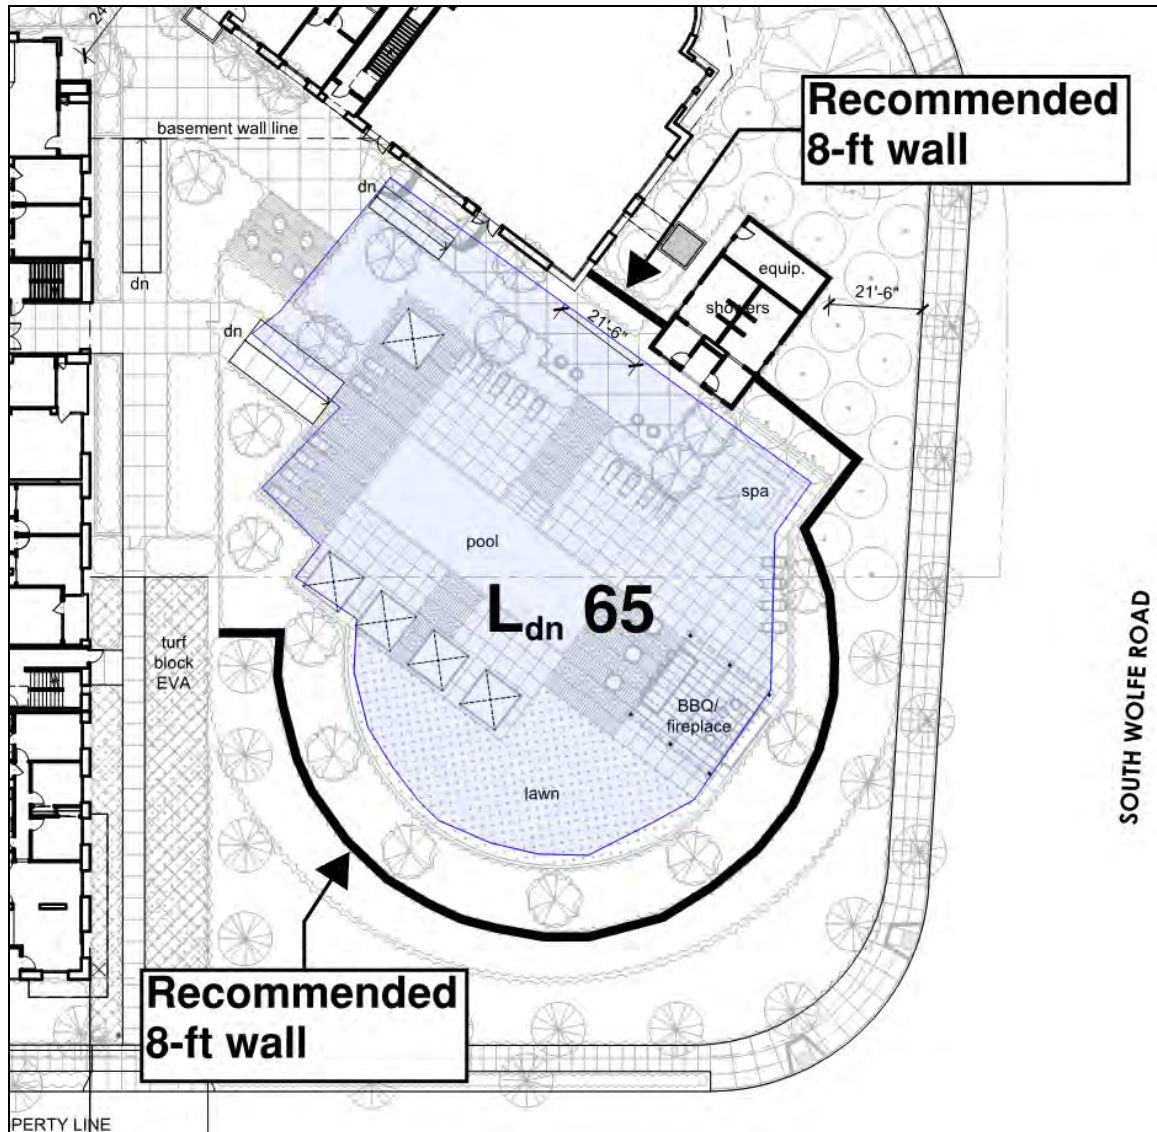 24
Recommended
8-ft wall
basement wall line
dn
dn
dn
equip.
showers
21'-6"
21'-6"
spa
pool
Ldn 65
turf
block
EVA
BBQ/
fireplace
lawn
SOUTH WOLFE ROAD
Recommended
8-ft wall
PERTY LINE